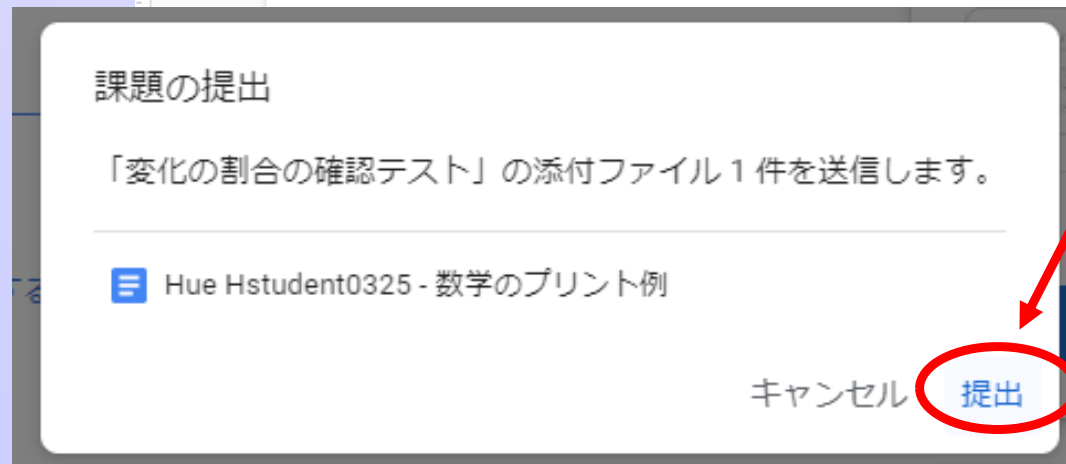 課題の提出
「変化の割合の確認テスト」の添付ファイル 1 件を送信します。
Hue Hstudent0325 - 数学のプリント例
キャンセル 提出